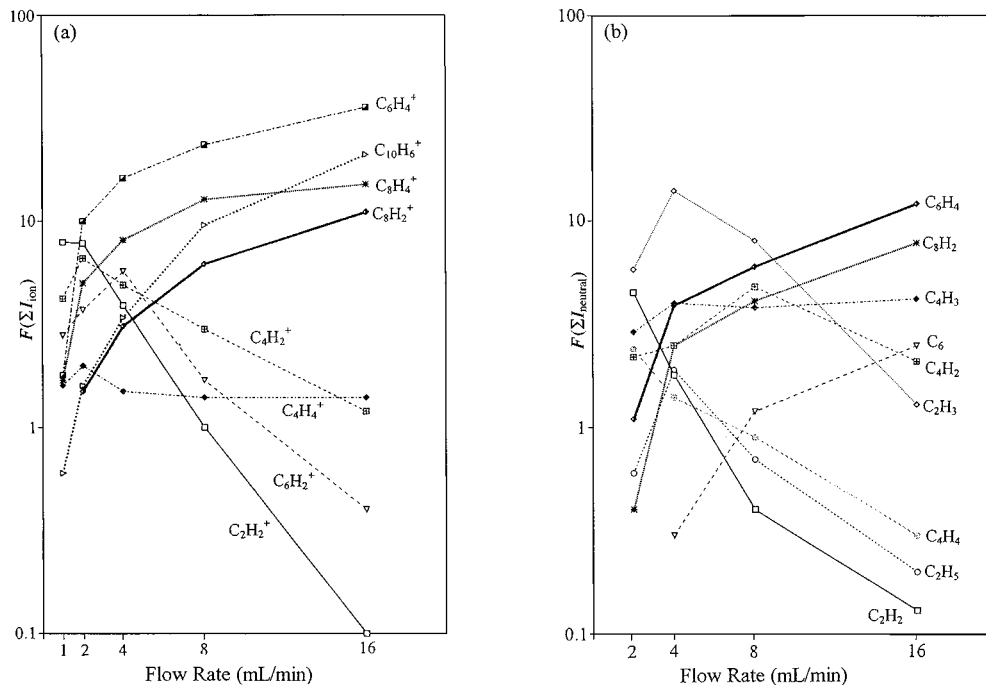 (a)
100
10
1
0.1
F(ΣI_ion)
C₆H₄⁺
C₁₀H₆⁺
C₈H₄⁺
C₈H₂⁺
C₄H₂⁺
C₄H₄⁺
C₆H₂⁺
C₂H₂⁺
1 2 4 8 16
Flow Rate (mL/min)
(b)
100
10
1
0.1
F(ΣI_neutral)
C₆H₄
C₈H₂
C₄H₃
C₆
C₄H₂
C₂H₃
C₄H₄
C₂H₅
C₂H₂
2 4 8 16
Flow Rate (mL/min)